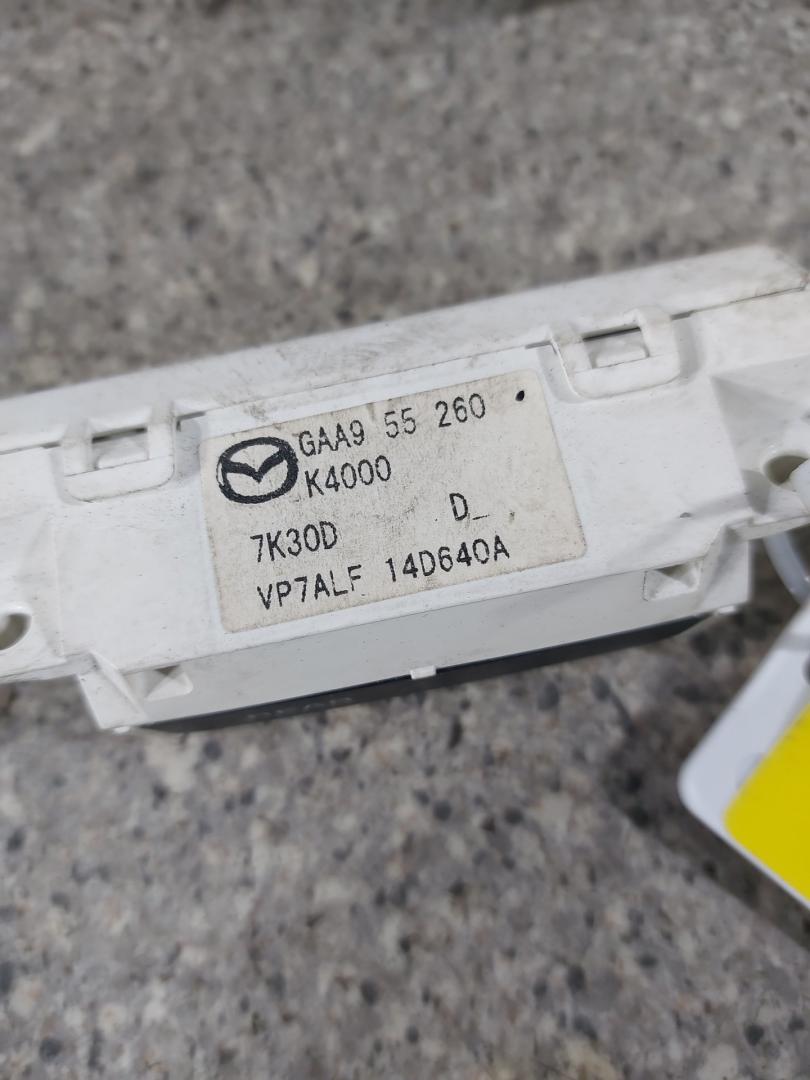 GAA9 55 260
K4000
7K30D D_
VP7ALF 14D640A